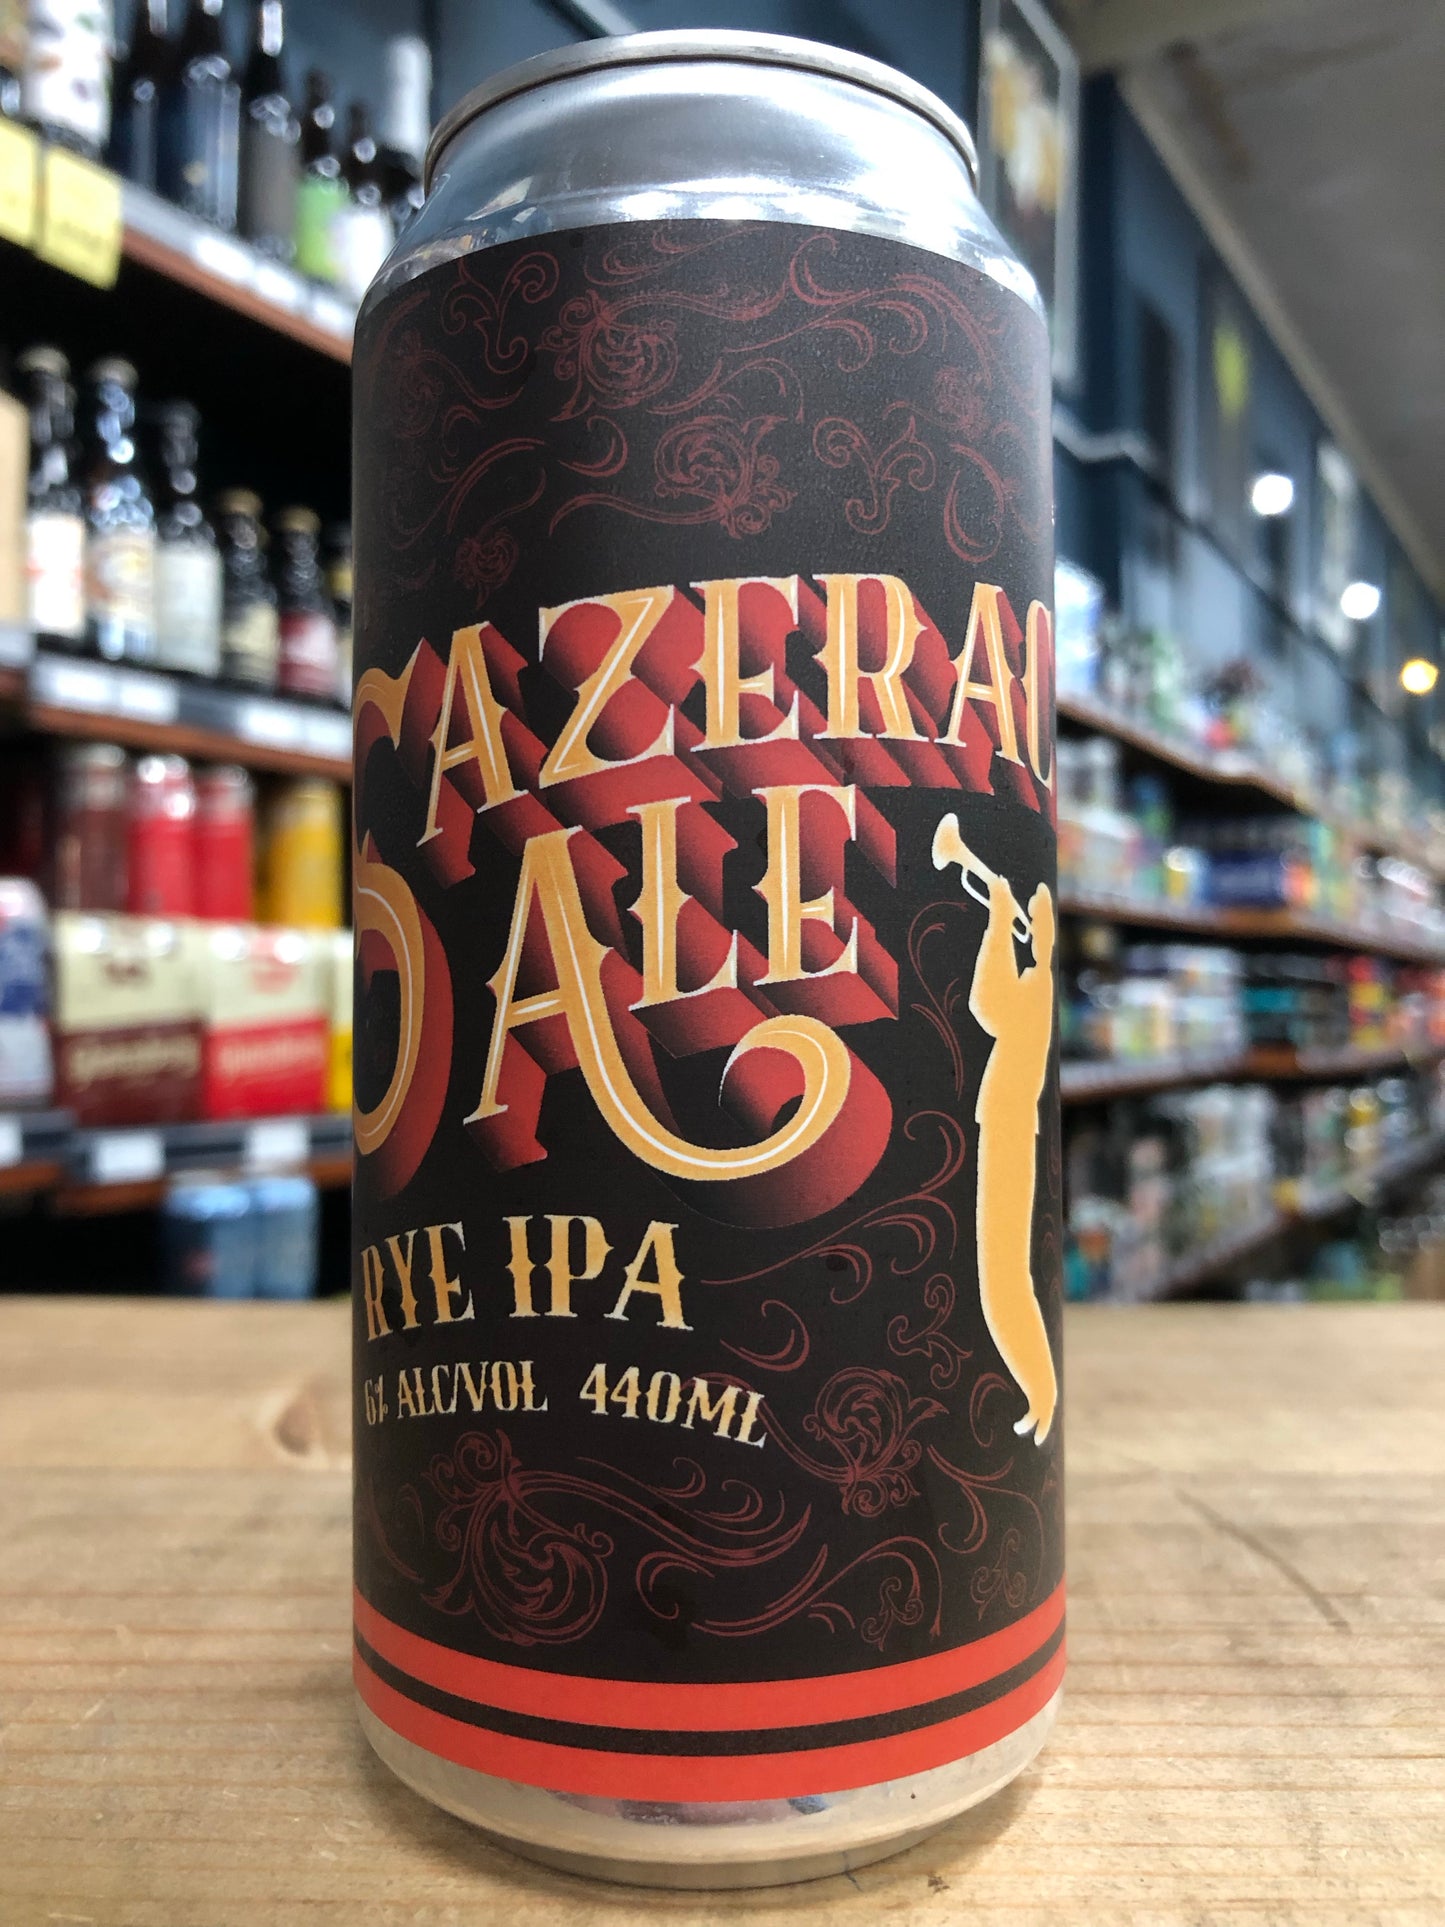 SAZERAC
ALE
RYE IPA
6% ALC/VOL 440ML